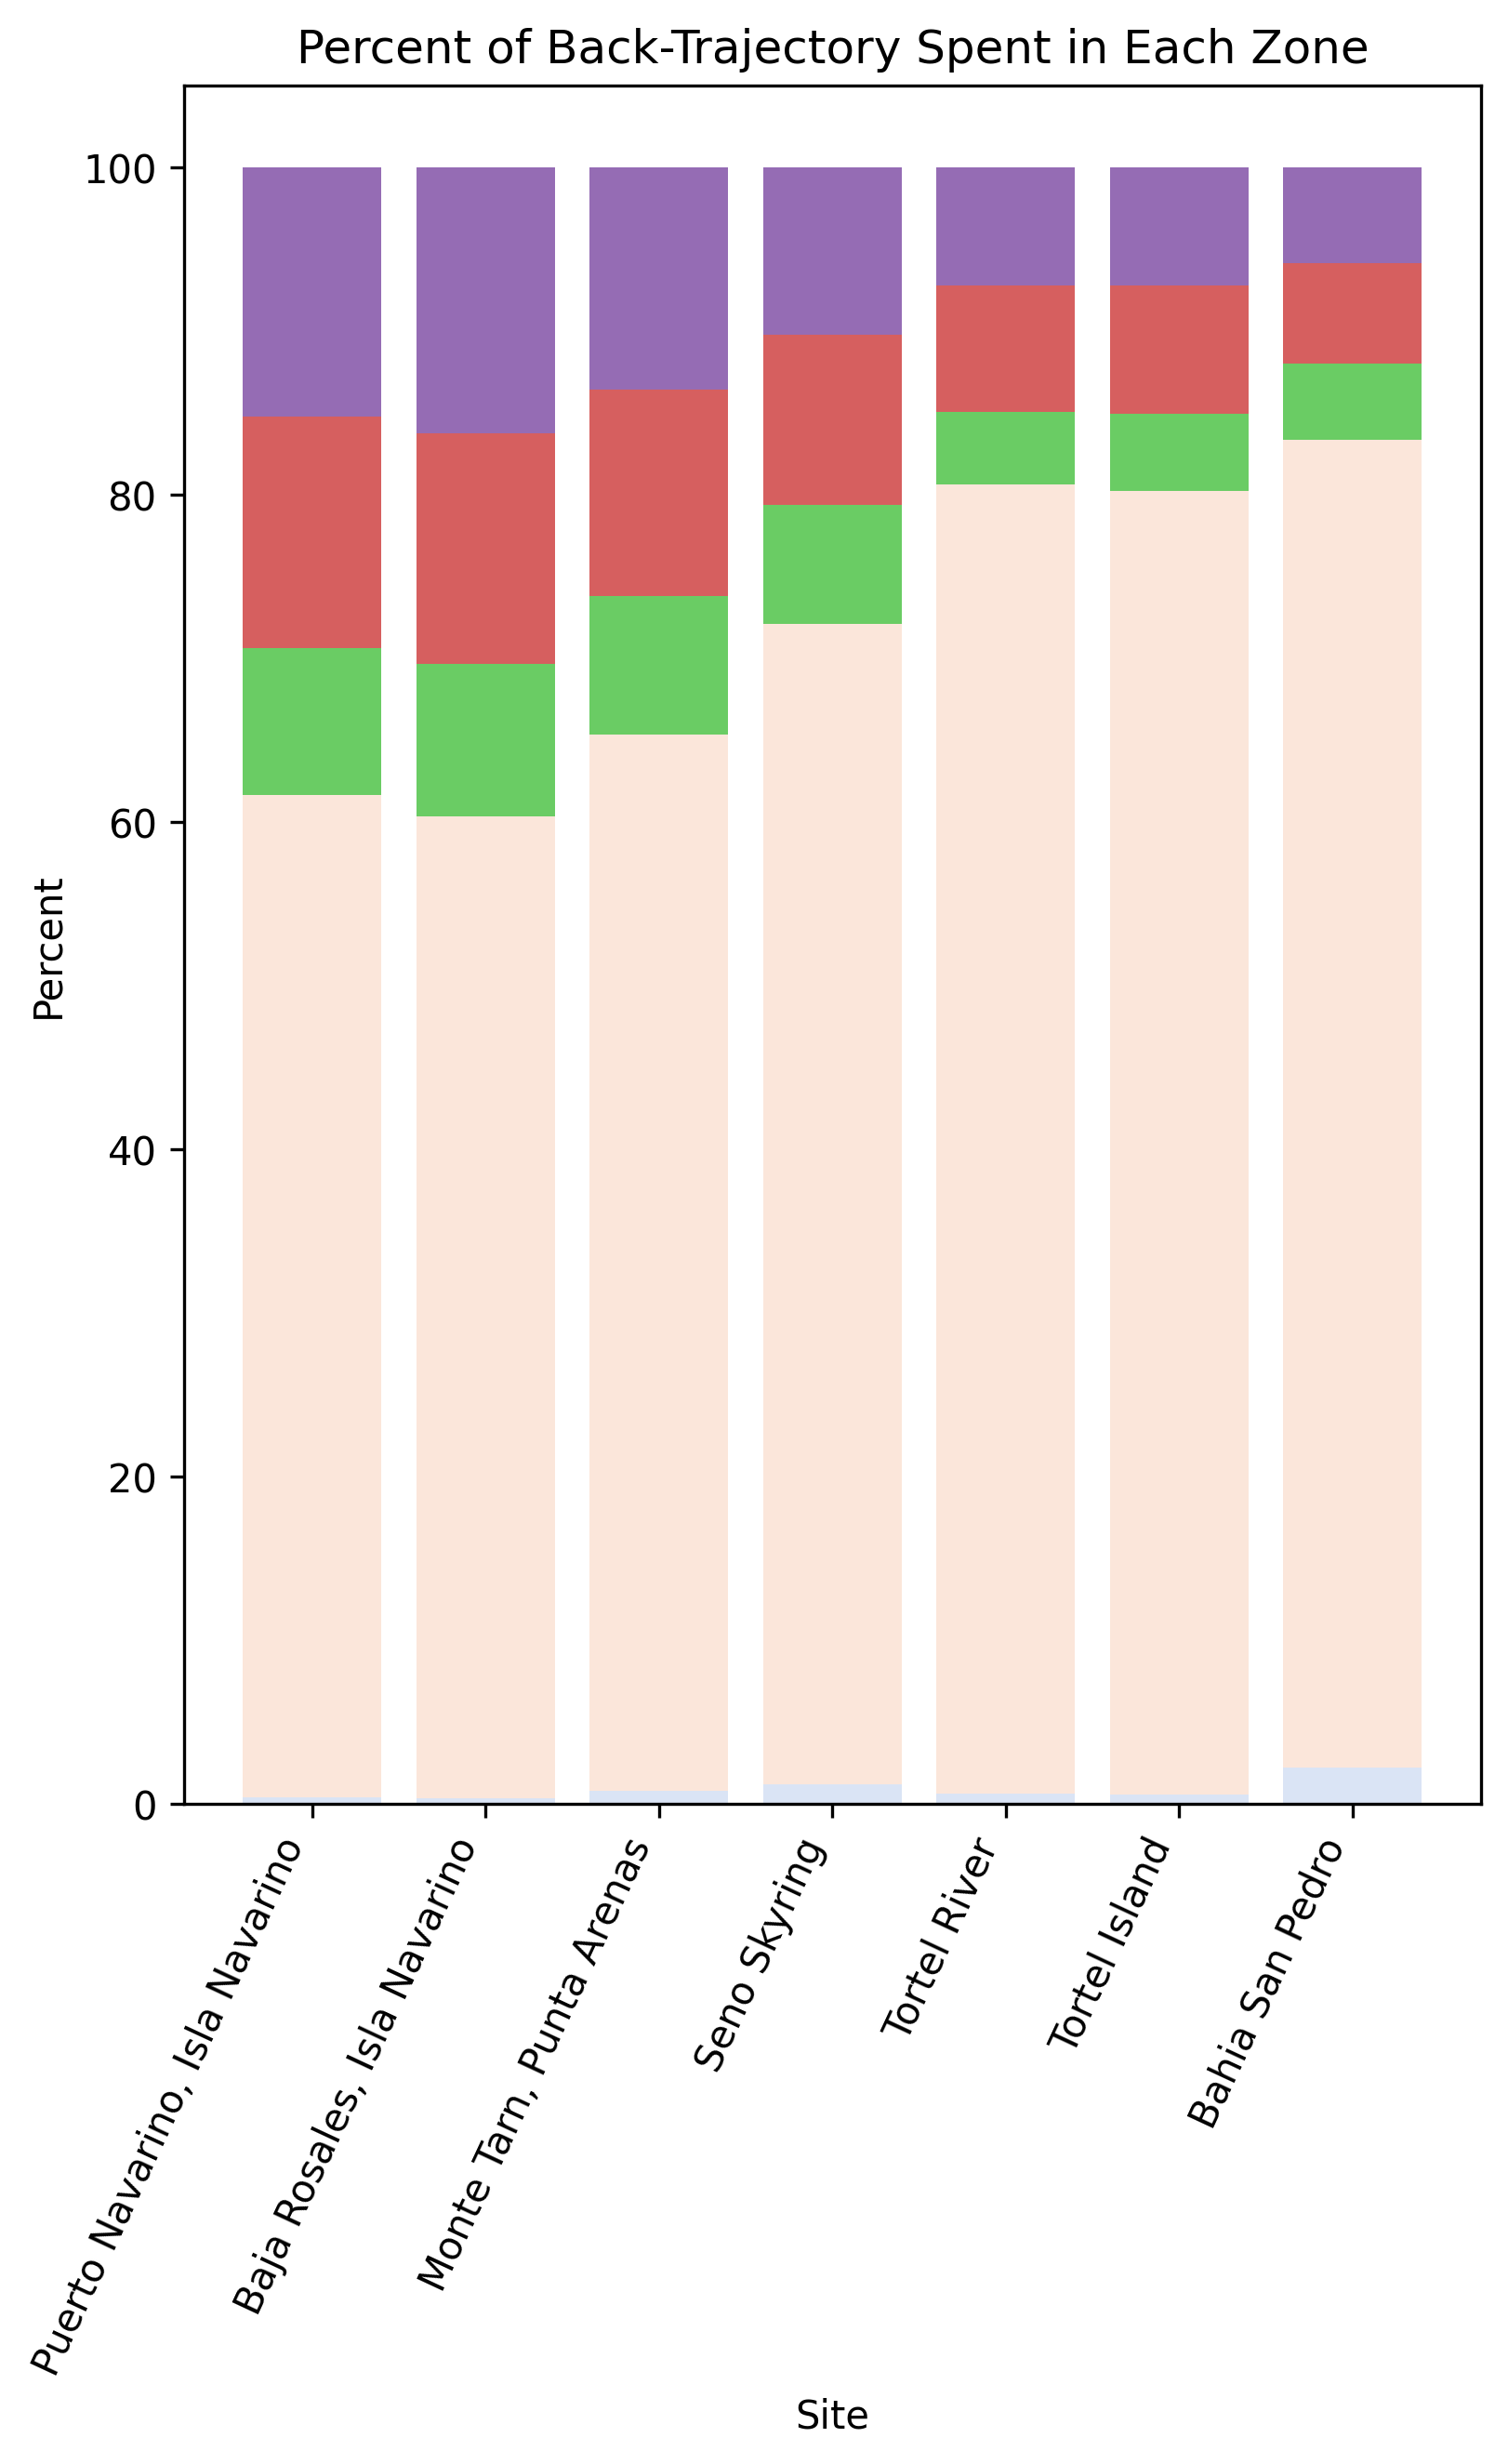 Percent of Back-Trajectory Spent in Each Zone
100
80
60
40
20
0
Percent
Puerto Navarino, Isla Navarino
Baja Rosales, Isla Navarino
Monte Tarn, Punta Arenas
Seno Skyring
Tortel River
Tortel Island
Bahia San Pedro
Site